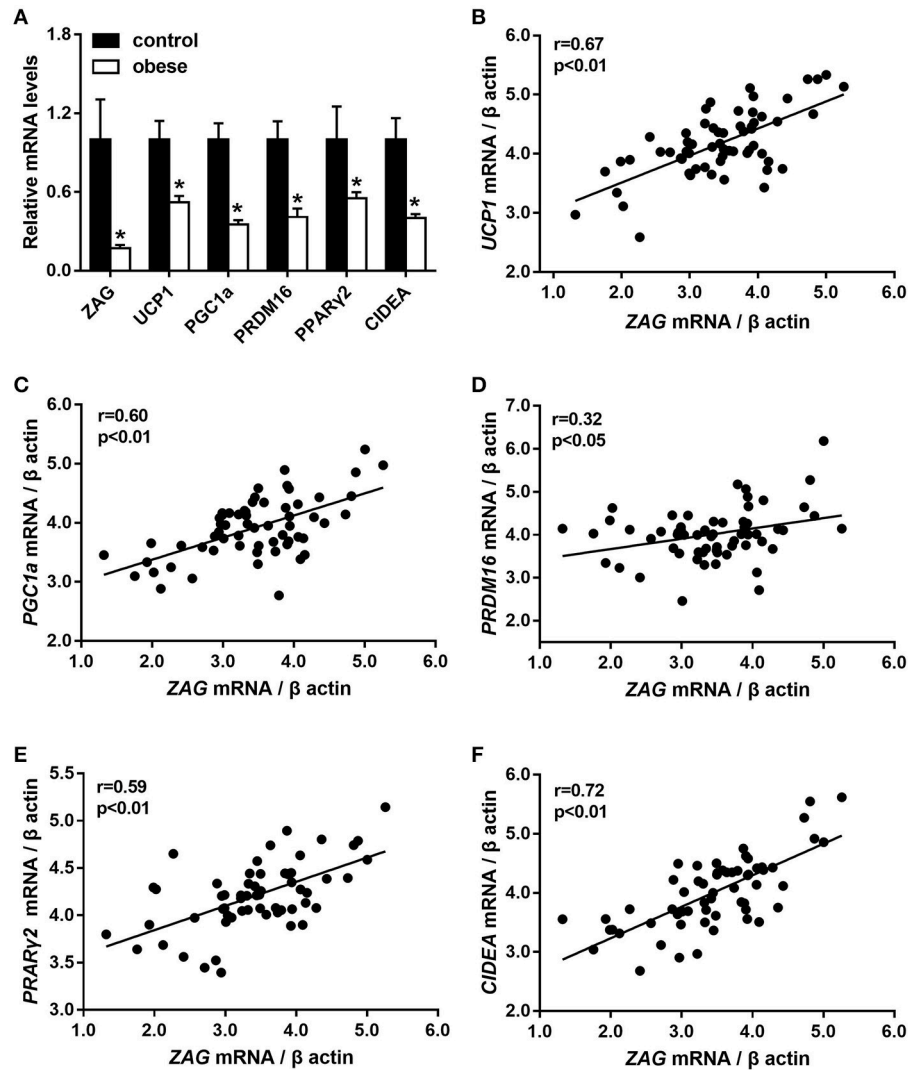 A
control
obese
Relative mRNA levels
1.8
1.2
0.6
0.0
* * * * * *
ZAG UCP1 PGC1a PRDM16 PPARγ2 CIDEA
B
r=0.67
p<0.01
UCP1 mRNA / β actin
6.0
5.0
4.0
3.0
2.0
1.0 2.0 3.0 4.0 5.0 6.0
ZAG mRNA / β actin
C
r=0.60
p<0.01
PGC1a mRNA / β actin
6.0
5.0
4.0
3.0
2.0
1.0 2.0 3.0 4.0 5.0 6.0
ZAG mRNA / β actin
D
r=0.32
p<0.05
PRDM16 mRNA / β actin
7.0
6.0
5.0
4.0
3.0
1.5
1.0 2.0 3.0 4.0 5.0 6.0
ZAG mRNA / β actin
E
r=0.59
p<0.01
PRARγ2 mRNA / β actin
5.5
5.0
4.5
4.0
3.5
3.0
1.0 2.0 3.0 4.0 5.0 6.0
ZAG mRNA / β actin
F
r=0.72
p<0.01
CIDEA mRNA / β actin
6.0
5.0
4.0
3.0
2.0
1.0 2.0 3.0 4.0 5.0 6.0
ZAG mRNA / β actin